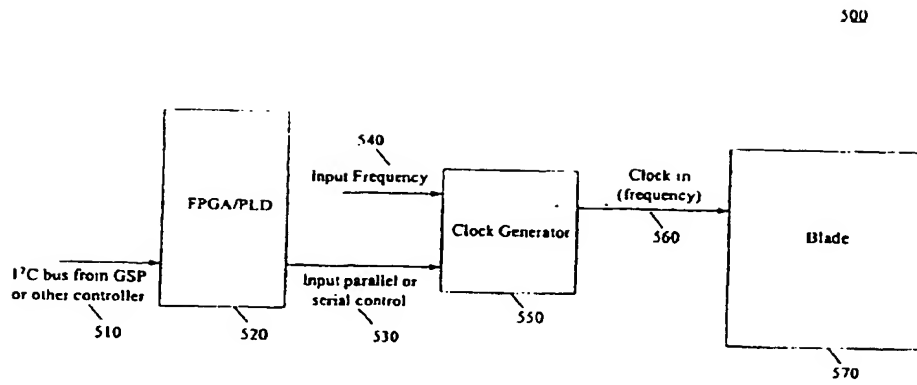 500
540
Input Frequency
FPGA/PLD
Clock Generator
Clock in
(frequency)
560
Blade
I²C bus from GSP
or other controller
510
520
Input parallel or
serial control
530
550
570